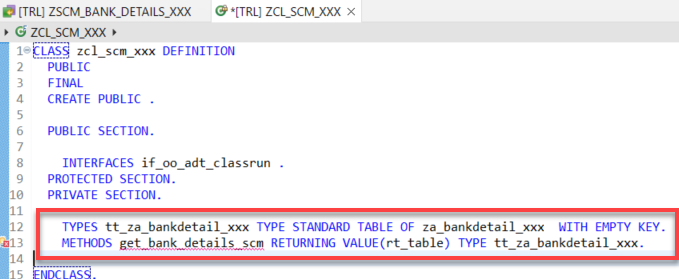 [TRL] ZSCM_BANK_DETAILS_XXX *[TRL] ZCL_SCM_XXX
ZCL_SCM_XXX
1 CLASS zcl_scm_xxx DEFINITION
2 PUBLIC
3 FINAL
4 CREATE PUBLIC .
5
6 PUBLIC SECTION.
7
8 INTERFACES if_oo_adt_classrun .
9 PROTECTED SECTION.
10 PRIVATE SECTION.
11
12 TYPES tt_za_bankdetail_xxx TYPE STANDARD TABLE OF za_bankdetail_xxx WITH EMPTY KEY.
13 METHODS get_bank_details_scm RETURNING VALUE(rt_table) TYPE tt_za_bankdetail_xxx.
14
15 ENDCLASS.